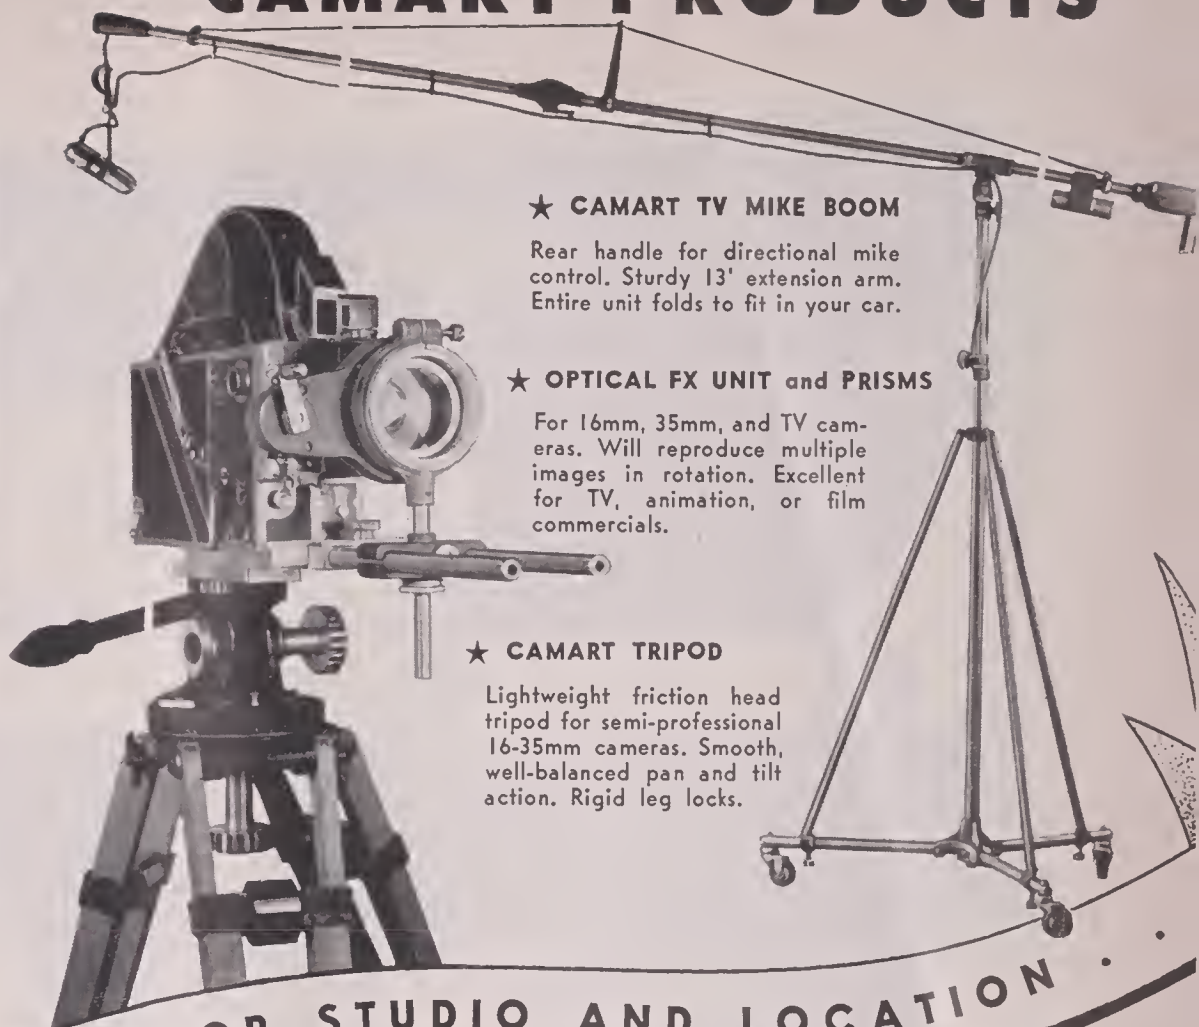 CAMART PRODUCTS
★ CAMART TV MIKE BOOM
Rear handle for directional mike
control. Sturdy 13' extension arm.
Entire unit folds to fit in your car.
★ OPTICAL FX UNIT and PRISMS
For 16mm, 35mm, and TV cam-
eras. Will reproduce multiple
images in rotation. Excellent
for TV, animation, or film
commercials.
★ CAMART TRIPOD
Lightweight friction head
tripod for semi-professional
16-35mm cameras. Smooth,
well-balanced pan and tilt
action. Rigid leg locks.
OR STUDIO AND LOCATION . .